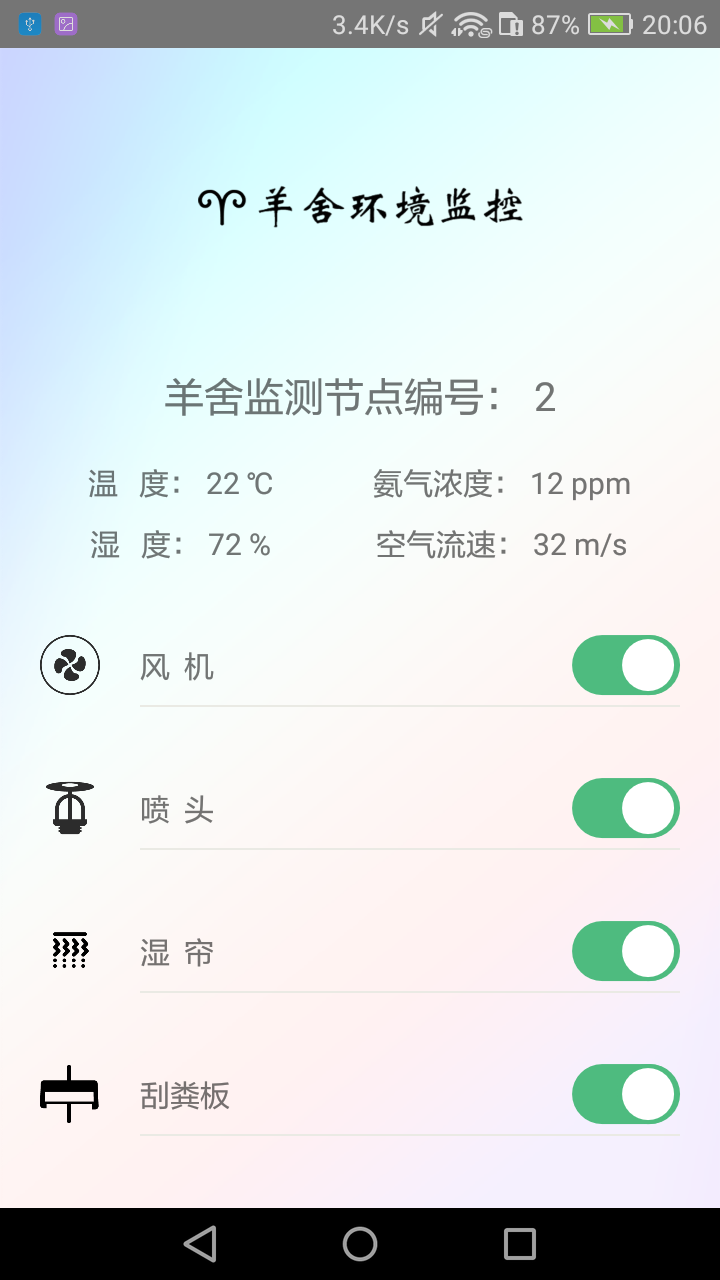 3.4K/s 87% 20:06
羊舍环境监控
羊舍监测节点编号： 2
温 度： 22 ℃ 氨气浓度： 12 ppm
湿 度： 72 % 空气流速： 32 m/s
风 机
喷 头
湿 帘
刮粪板